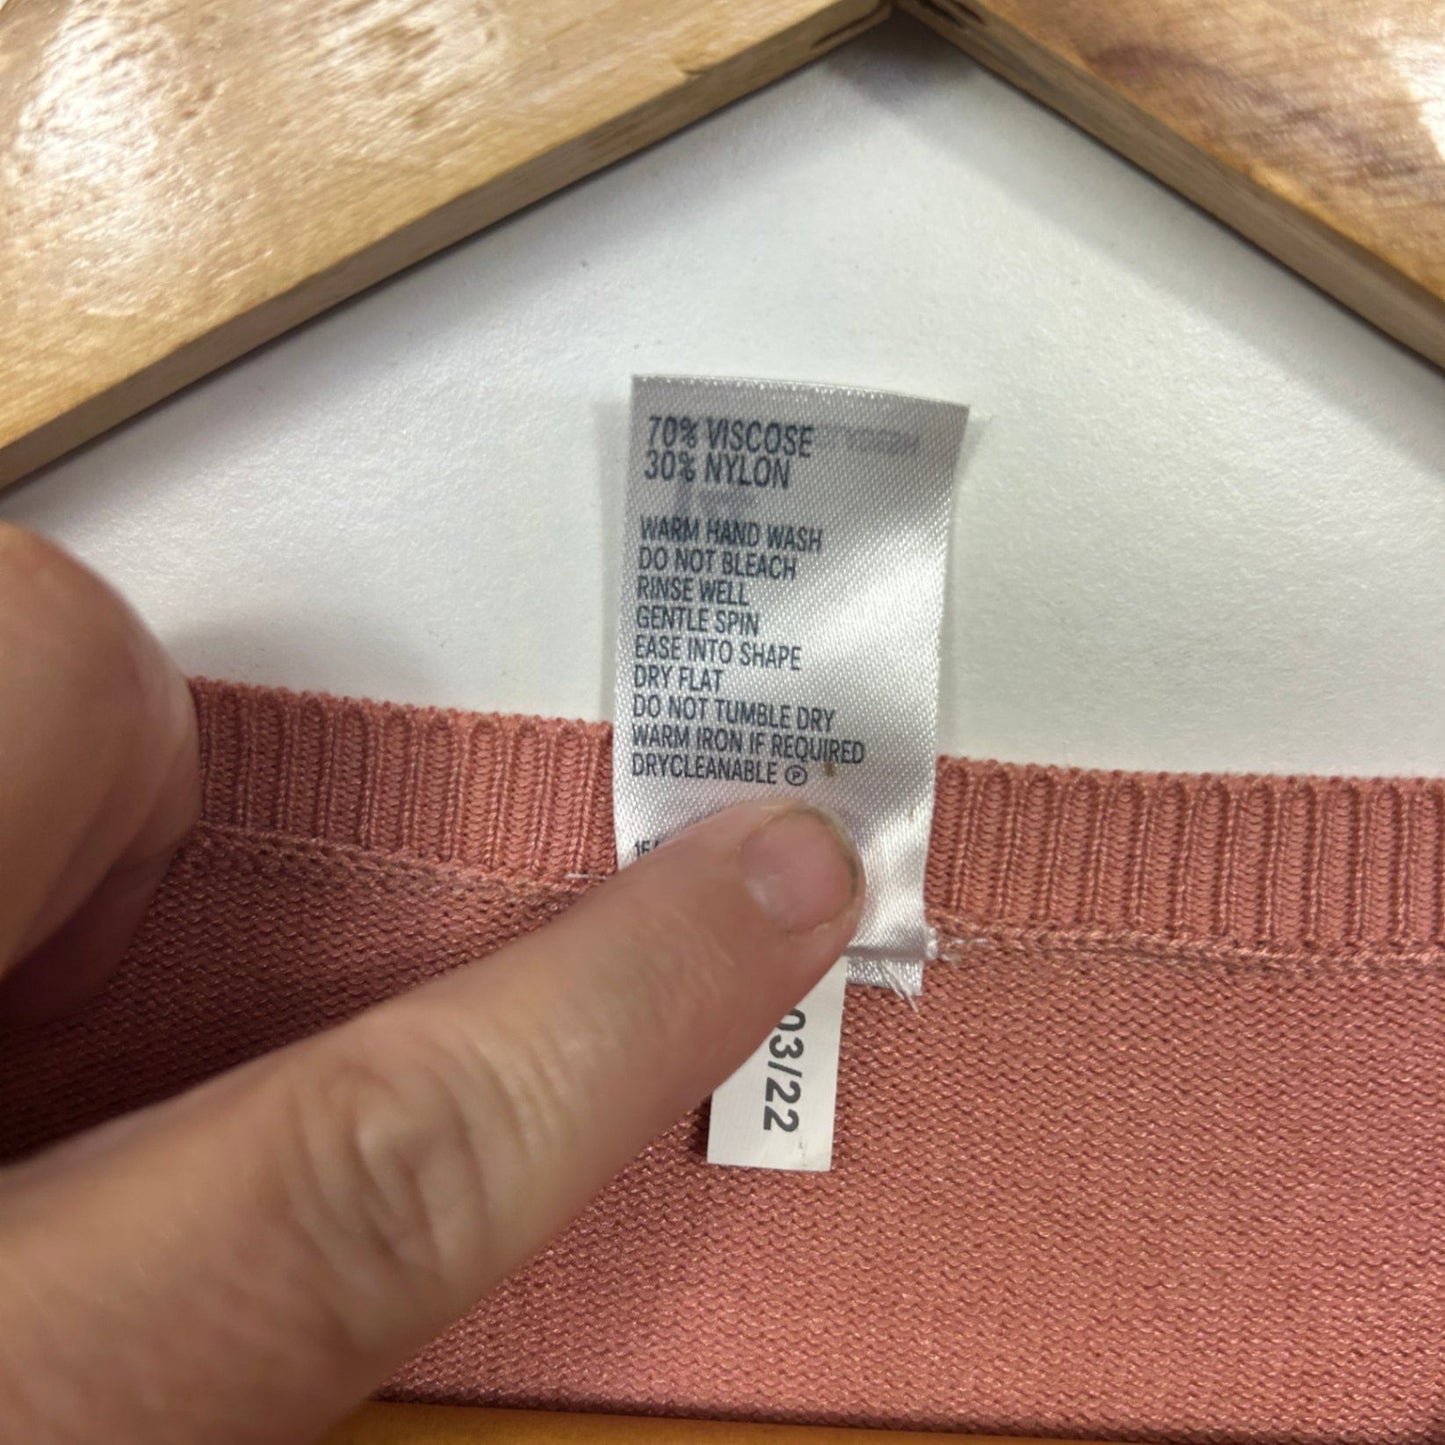 70% VISCOSE
30% NYLON
WARM HAND WASH
DO NOT BLEACH
RINSE WELL
GENTLE SPIN
EASE INTO SHAPE
DRY FLAT
DO NOT TUMBLE DRY
WARM IRON IF REQUIRED
DRYCLEANABLE Ⓟ
03/22